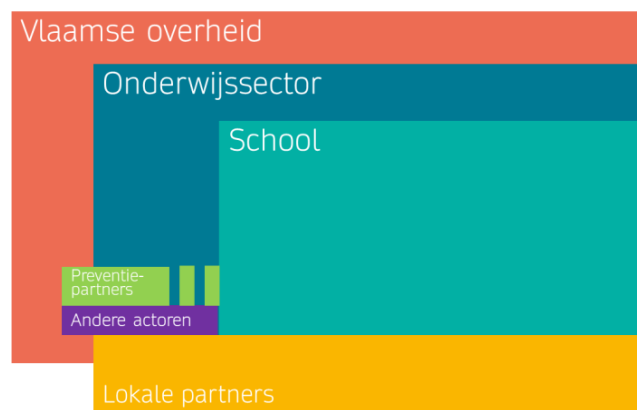 Vlaamse overheid
Onderwijssector
School
Preventie-
partners
Andere actoren
Lokale partners